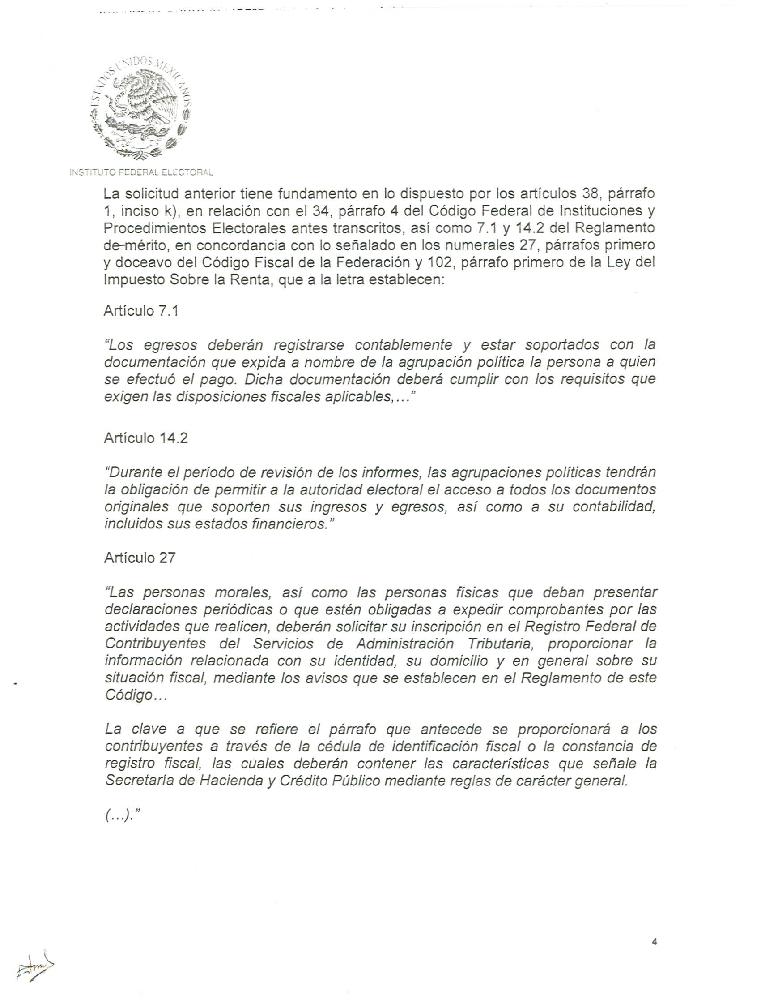 ESTADOS UNIDOS MEXICANOS
INSTITUTO FEDERAL ELECTORAL
La solicitud anterior tiene fundamento en lo dispuesto por los artículos 38, párrafo
1, inciso k), en relación con el 34, párrafo 4 del Código Federal de Instituciones y
Procedimientos Electorales antes transcritos, así como 7.1 y 14.2 del Reglamento
de mérito, en concordancia con lo señalado en los numerales 27, párrafos primero
y doceavo del Código Fiscal de la Federación y 102, párrafo primero de la Ley del
Impuesto Sobre la Renta, que a la letra establecen:
Artículo 7.1
“Los egresos deberán registrarse contablemente y estar soportados con la
documentación que expida a nombre de la agrupación política la persona a quien
se efectuó el pago. Dicha documentación deberá cumplir con los requisitos que
exigen las disposiciones fiscales aplicables,...”
Artículo 14.2
“Durante el período de revisión de los informes, las agrupaciones políticas tendrán
la obligación de permitir a la autoridad electoral el acceso a todos los documentos
originales que soporten sus ingresos y egresos, así como a su contabilidad,
incluidos sus estados financieros.”
Artículo 27
“Las personas morales, así como las personas físicas que deban presentar
declaraciones periódicas o que estén obligadas a expedir comprobantes por las
actividades que realicen, deberán solicitar su inscripción en el Registro Federal de
Contribuyentes del Servicios de Administración Tributaria, proporcionar la
información relacionada con su identidad, su domicilio y en general sobre su
situación fiscal, mediante los avisos que se establecen en el Reglamento de este
Código...
La clave a que se refiere el párrafo que antecede se proporcionará a los
contribuyentes a través de la cédula de identificación fiscal o la constancia de
registro fiscal, las cuales deberán contener las características que señale la
Secretaría de Hacienda y Crédito Público mediante reglas de carácter general.
(...).”
4